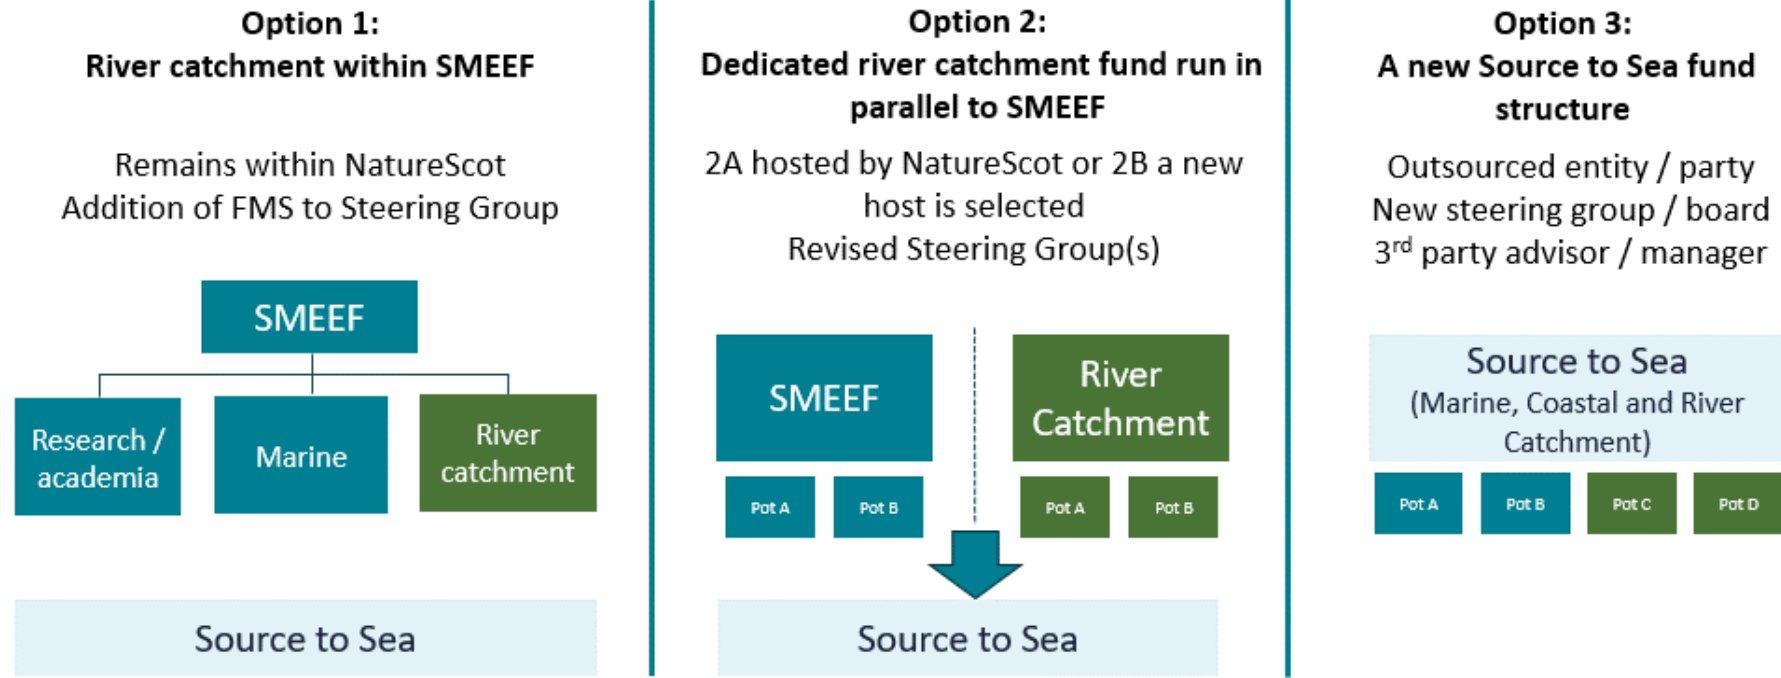 Option 1:
River catchment within SMEEF
Remains within NatureScot
Addition of FMS to Steering Group
SMEEF
Research /
academia
Marine
River
catchment
Source to Sea
Option 2:
Dedicated river catchment fund run in
parallel to SMEEF
2A hosted by NatureScot or 2B a new
host is selected
Revised Steering Group(s)
SMEEF
River
Catchment
Pot A
Pot B
Pot A
Pot B
Source to Sea
Option 3:
A new Source to Sea fund
structure
Outsourced entity / party
New steering group / board
3rd party advisor / manager
Source to Sea
(Marine, Coastal and River
Catchment)
Pot A
Pot B
Pot C
Pot D